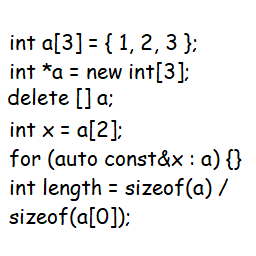 int a[3] = { 1, 2, 3 };
int *a = new int[3];
delete [] a;
int x = a[2];
for (auto const&x : a) {}
int length = sizeof(a) /
sizeof(a[0]);